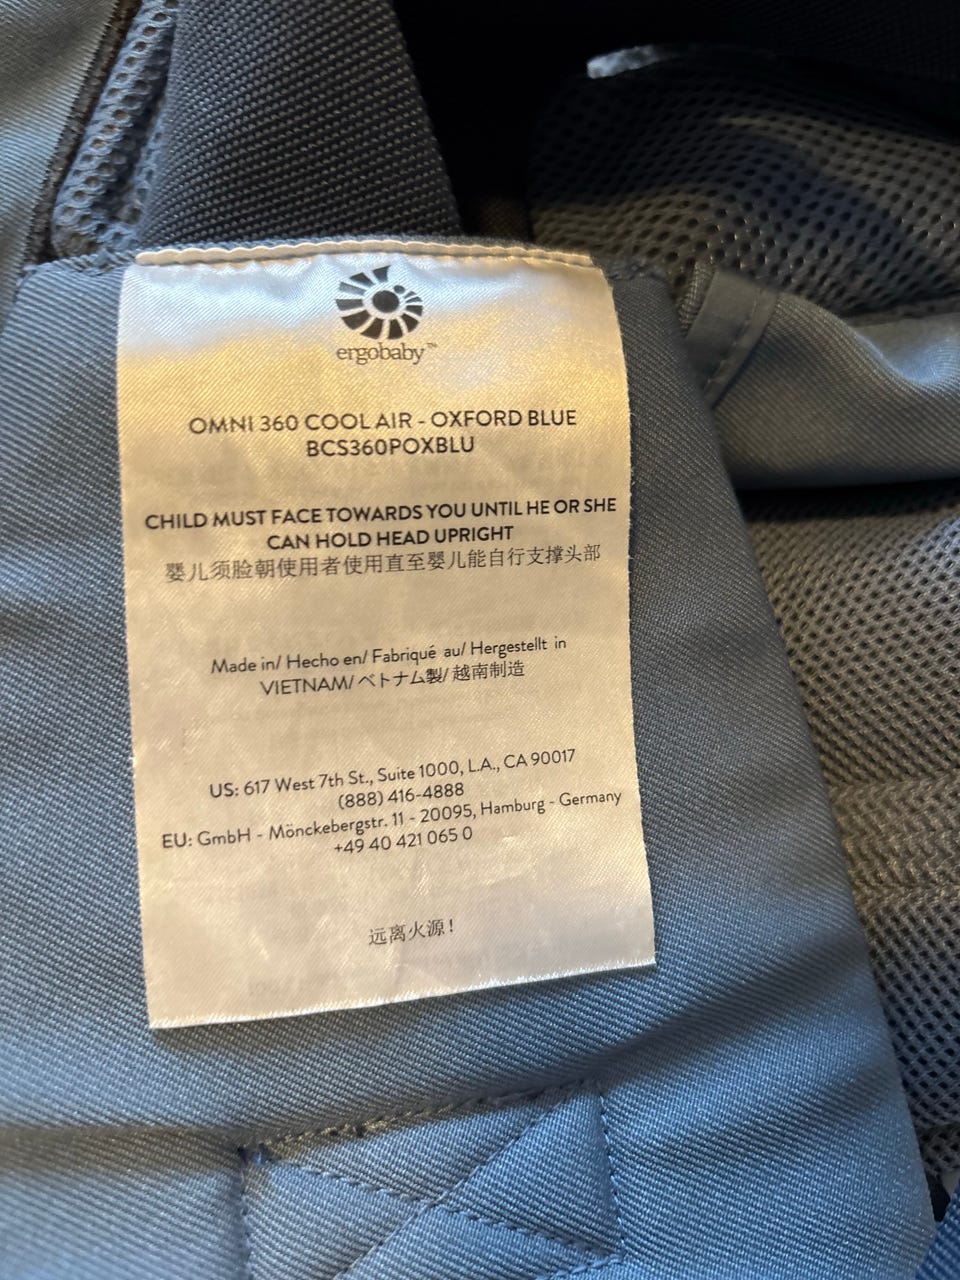 ergobaby™
OMNI 360 COOL AIR - OXFORD BLUE
BCS360POXBLU
CHILD MUST FACE TOWARDS YOU UNTIL HE OR SHE
CAN HOLD HEAD UPRIGHT
婴儿须脸朝使用者使用直至婴儿能自行支撑头部
Made in/ Hecho en/ Fabriqué au/ Hergestellt in
VIETNAM/ ベトナム製/ 越南制造
US: 617 West 7th St., Suite 1000, L.A., CA 90017
(888) 416-4888
EU: GmbH - Mönckebergstr. 11 - 20095, Hamburg - Germany
+49 40 421 065 0
远离火源!